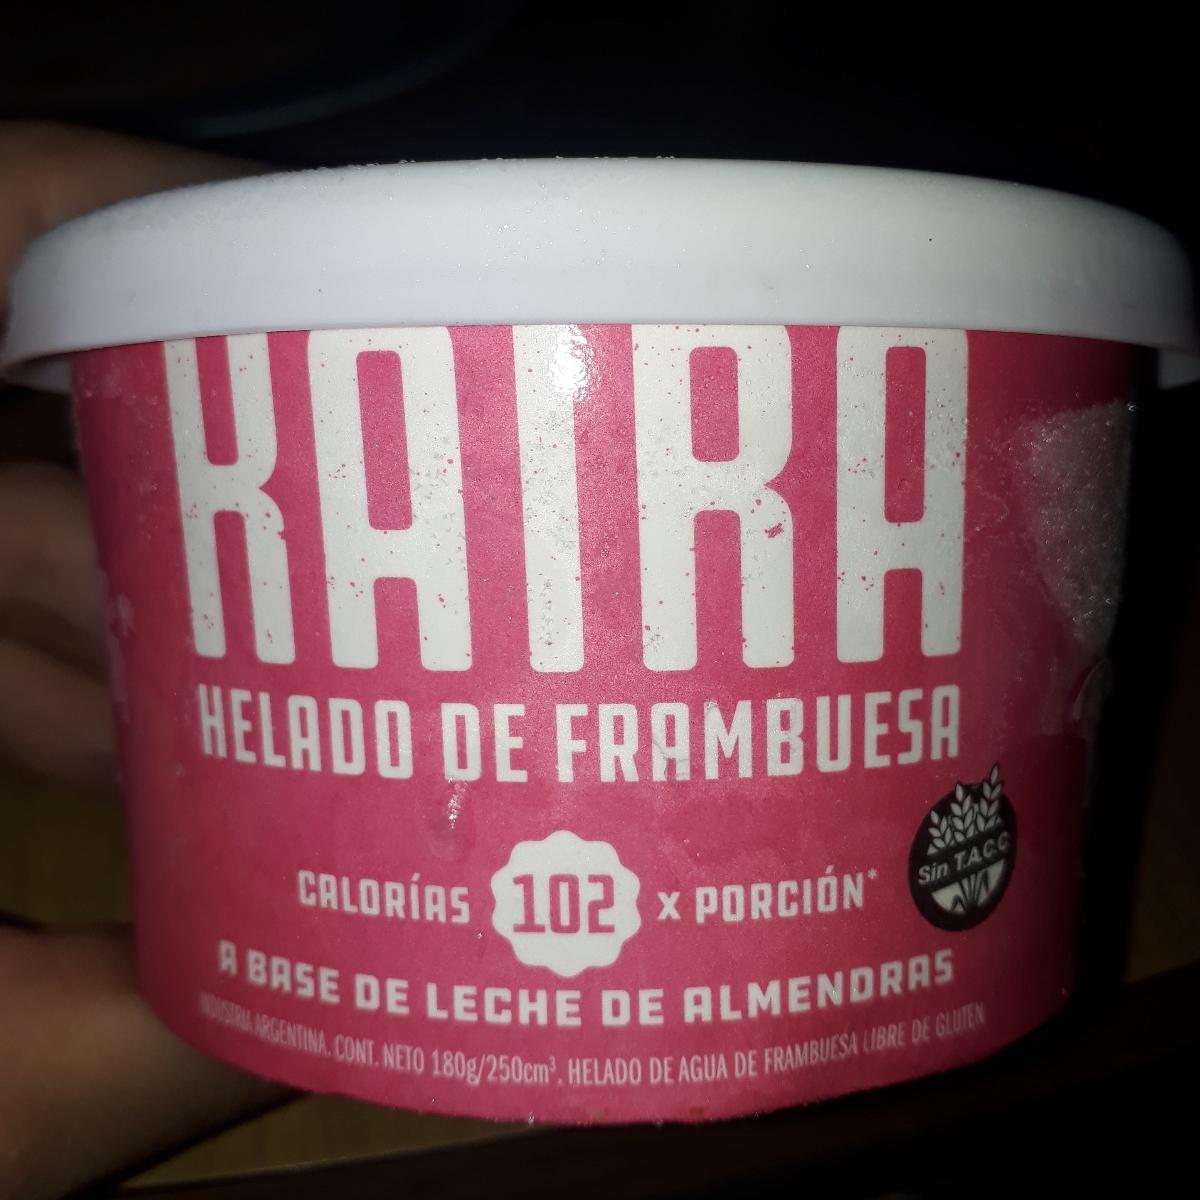 KAIRA
HELADO DE FRAMBUESA
CALORÍAS 102 X PORCIÓN*
Sin T.A.C.C.
A BASE DE LECHE DE ALMENDRAS
INDUSTRIA ARGENTINA. CONT. NETO 180g/250cm³. HELADO DE AGUA DE FRAMBUESA LIBRE DE GLUTEN